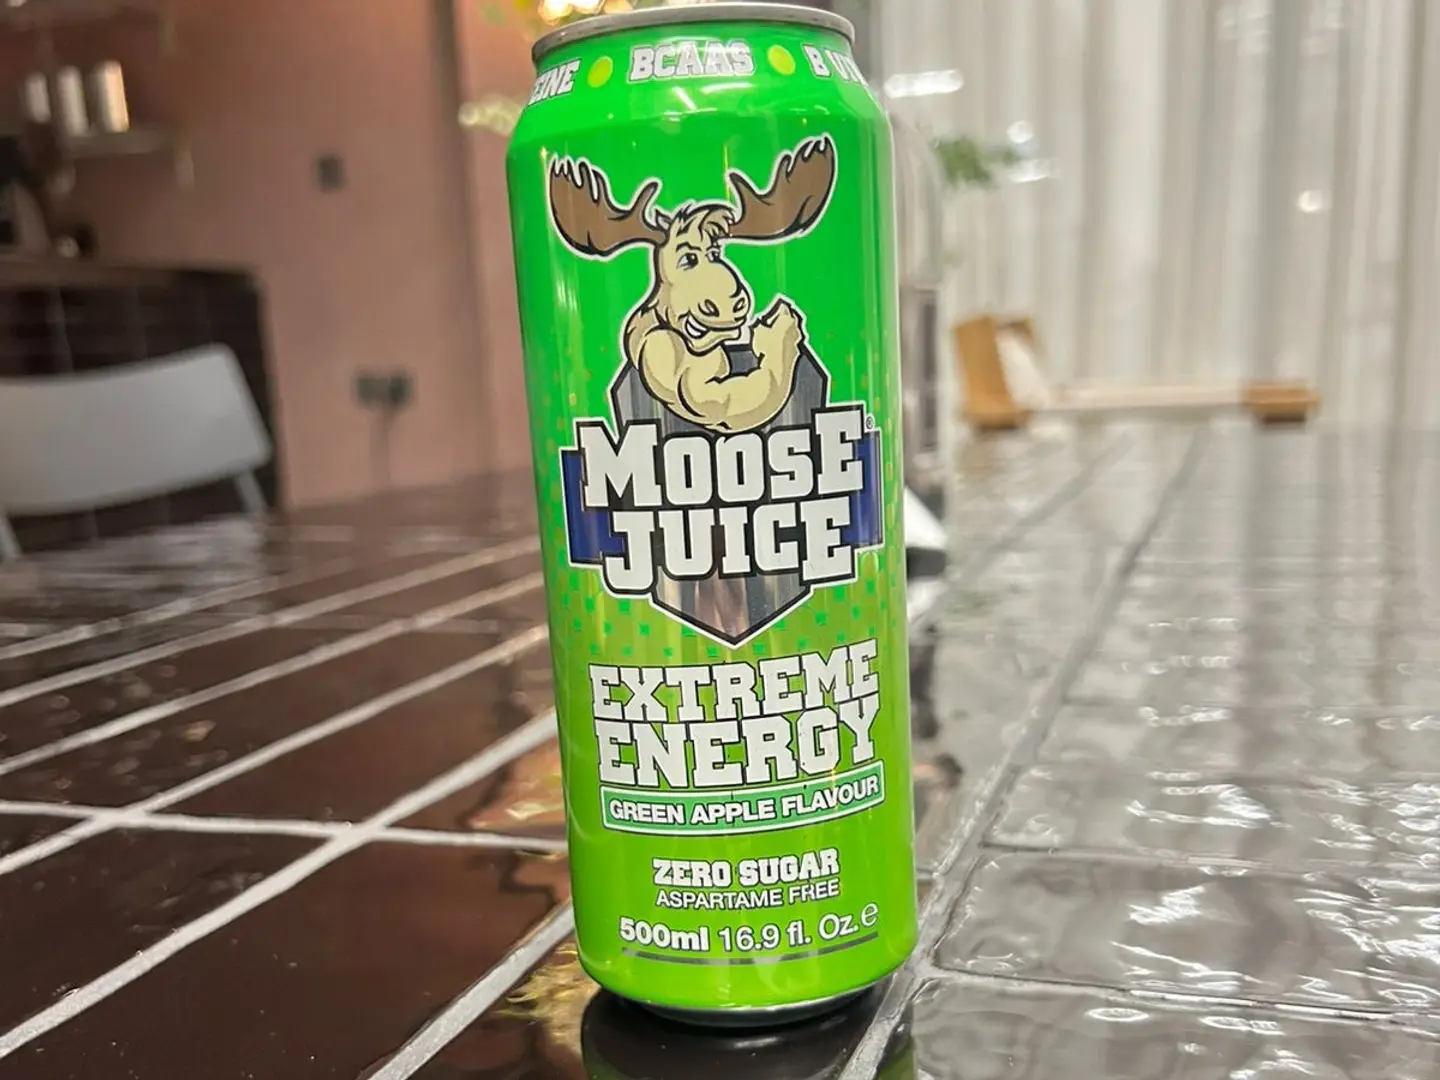 BCAAS
MOOSE
JUICE
®
EXTREME
ENERGY
GREEN APPLE FLAVOUR
ZERO SUGAR
ASPARTAME FREE
500ml 16.9 fl. Oz. e